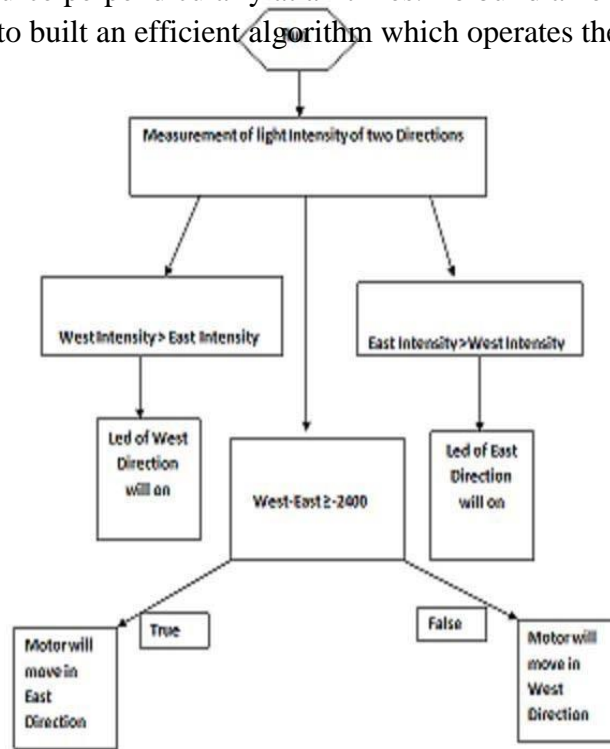 to built an efficient algorithm which operates the
Measurement of light Intensity of two Directions
West Intensity> East Intensity
East Intensity>West Intensity
Led of West
Direction
will on
Led of East
Direction
will on
West-East ≥-2400
True
False
Motor will
move in
East
Direction
Motor will
move in
West
Direction